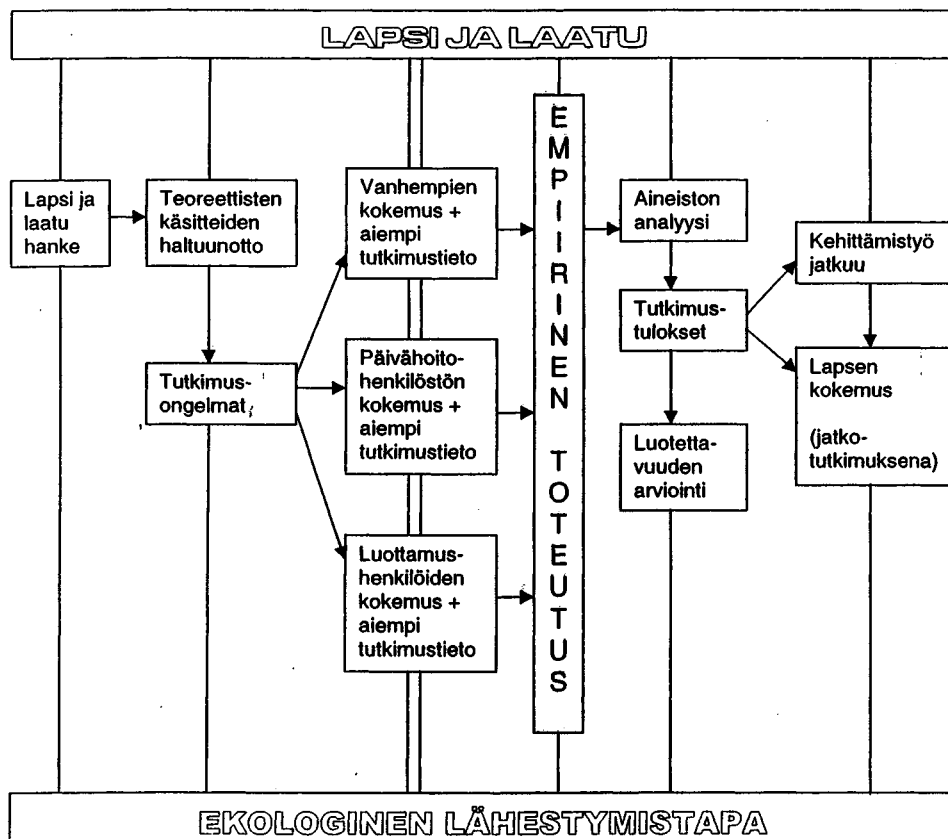 LAPSI JA LAATU
Lapsi ja
laatu
hanke
Teoreettisten
käsitteiden
haltuunotto
Tutkimus-
ongelmat
Vanhempien
kokemus +
aiempi
tutkimustieto
Päivähoito-
henkilöstön
kokemus +
aiempi
tutkimustieto
Luottamus-
henkilöiden
kokemus +
aiempi
tutkimustieto
EMPIIRINEN TOTEUTUS
Aineiston
analyysi
Tutkimus-
tulokset
Luotetta-
vuuden
arviointi
Kehittämistyö
jatkuu
Lapsen
kokemus
(jatko-
tutkimuksena)
EKOLOGINEN LÄHESTYMISTAPA